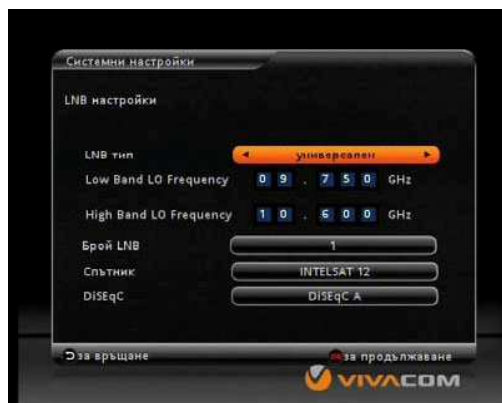 Системни настройки
LNB настройки
LNB тип универсален
Low Band LO Frequency 09.750 GHz
High Band LO Frequency 10.600 GHz
Брой LNB 1
Спътник INTELSAT 12
DiSEqC DiSEqC A
за връщане OK за продължаване
VIVACOM